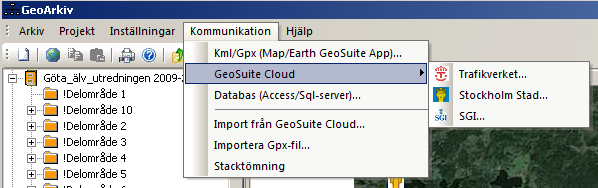 GeoArkiv
Arkiv Projekt Inställningar Kommunikation Hjälp
Kml/Gpx (Map/Earth GeoSuite App)...
GeoSuite Cloud
Databas (Access/Sql-server)...
Import från GeoSuite Cloud...
Importera Gpx-fil...
Stacktömning
Trafikverket...
Stockholm Stad...
SGI
SGI...
Göta_älv_utredningen 2009-
!Delområde 1
!Delområde 10
!Delområde 2
!Delområde 3
!Delområde 4
!Delområde 5